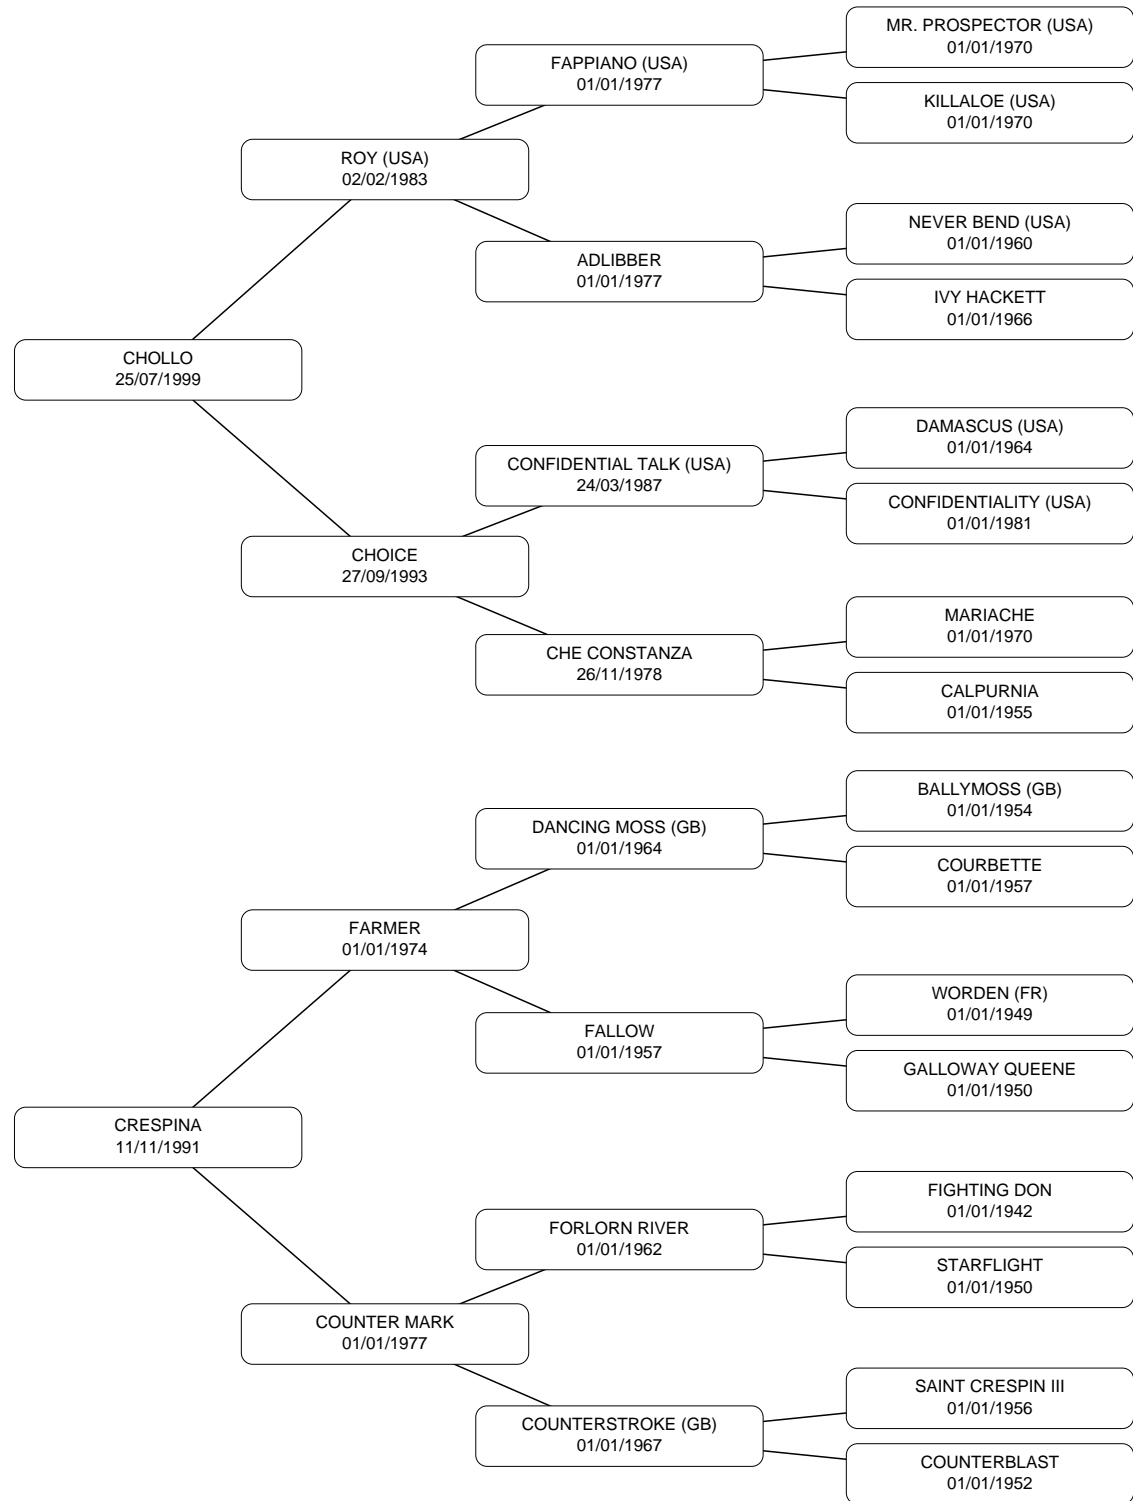 MR. PROSPECTOR (USA)
01/01/1970
FAPPIANO (USA)
01/01/1977
KILLALOE (USA)
01/01/1970
ROY (USA)
02/02/1983
NEVER BEND (USA)
01/01/1960
ADLIBBER
01/01/1977
IVY HACKETT
01/01/1966
CHOLLO
25/07/1999
DAMASCUS (USA)
01/01/1964
CONFIDENTIAL TALK (USA)
24/03/1987
CONFIDENTIALITY (USA)
01/01/1981
CHOICE
27/09/1993
MARIACHE
01/01/1970
CHE CONSTANZA
26/11/1978
CALPURNIA
01/01/1955
BALLYMOSS (GB)
01/01/1954
DANCING MOSS (GB)
01/01/1964
COURBETTE
01/01/1957
FARMER
01/01/1974
WORDEN (FR)
01/01/1949
FALLOW
01/01/1957
GALLOWAY QUEENE
01/01/1950
CRESPINA
11/11/1991
FIGHTING DON
01/01/1942
FORLORN RIVER
01/01/1962
STARFLIGHT
01/01/1950
COUNTER MARK
01/01/1977
SAINT CRESPIN III
01/01/1956
COUNTERSTROKE (GB)
01/01/1967
COUNTERBLAST
01/01/1952